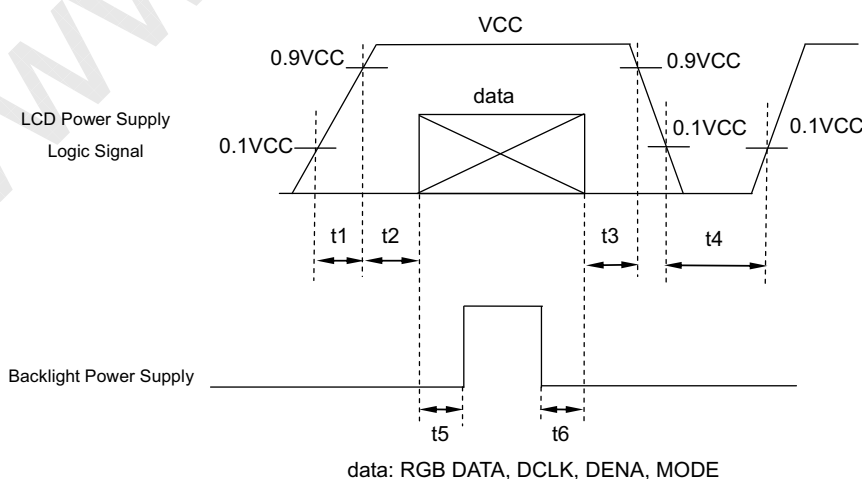 VCC
0.9VCC
0.9VCC
data
LCD Power Supply
Logic Signal
0.1VCC
0.1VCC
0.1VCC
t1
t2
t3
t4
Backlight Power Supply
t5
t6
data: RGB DATA, DCLK, DENA, MODE